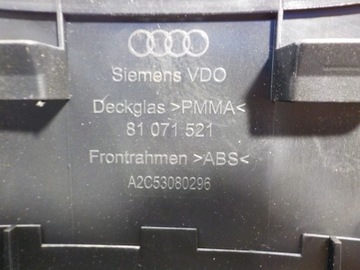 Siemens VDO
Deckglas >PMMA<
81 071 521
Frontrahmen >ABS<
A2C53080296